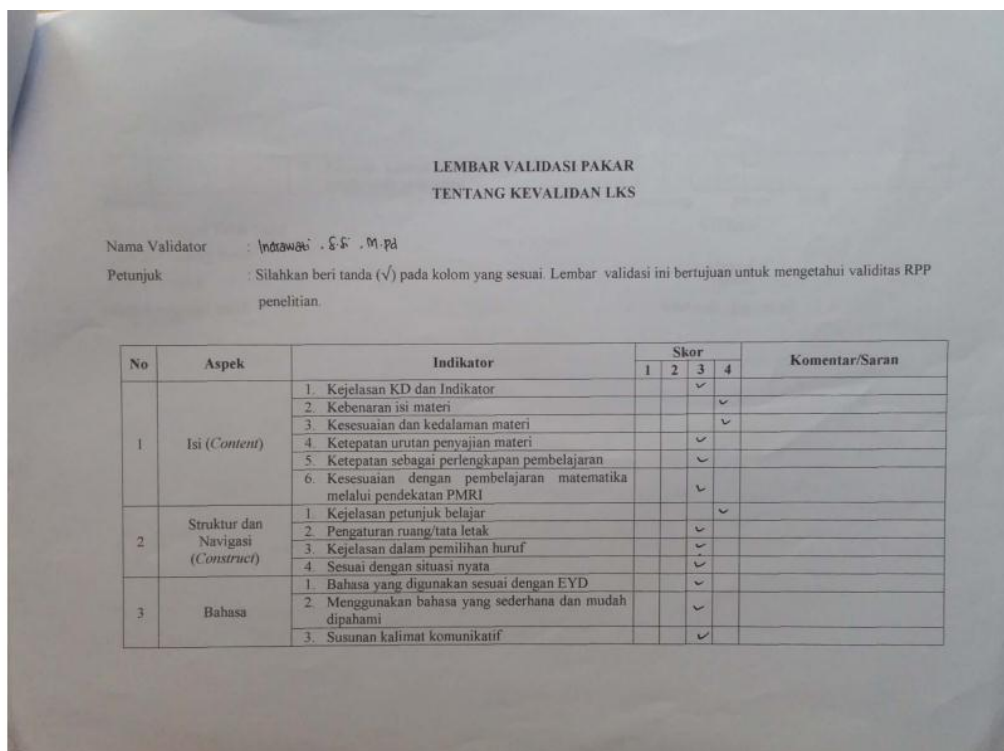 LEMBAR VALIDASI PAKAR
TENTANG KEVALIDAN LKS
Nama Validator : Indrawati . S.Si . M.Pd
Petunjuk : Silahkan beri tanda (√) pada kolom yang sesuai. Lembar validasi ini bertujuan untuk mengetahui validitas RPP
penelitian.
No Aspek Indikator Skor Komentar/Saran
1 2 3 4
1 Isi (Content)
1. Kejelasan KD dan Indikator ✓
2. Kebenaran isi materi ✓
3. Kesesuaian dan kedalaman materi ✓
4. Ketepatan urutan penyajian materi ✓
5. Ketepatan sebagai perlengkapan pembelajaran ✓
6. Kesesuaian dengan pembelajaran matematika
melalui pendekatan PMRI ✓
2 Struktur dan
Navigasi
(Construct)
1. Kejelasan petunjuk belajar ✓
2. Pengaturan ruang/tata letak ✓
3. Kejelasan dalam pemilihan huruf ✓
4. Sesuai dengan situasi nyata ✓
3 Bahasa
1. Bahasa yang digunakan sesuai dengan EYD ✓
2. Menggunakan bahasa yang sederhana dan mudah
dipahami ✓
3. Susunan kalimat komunikatif ✓